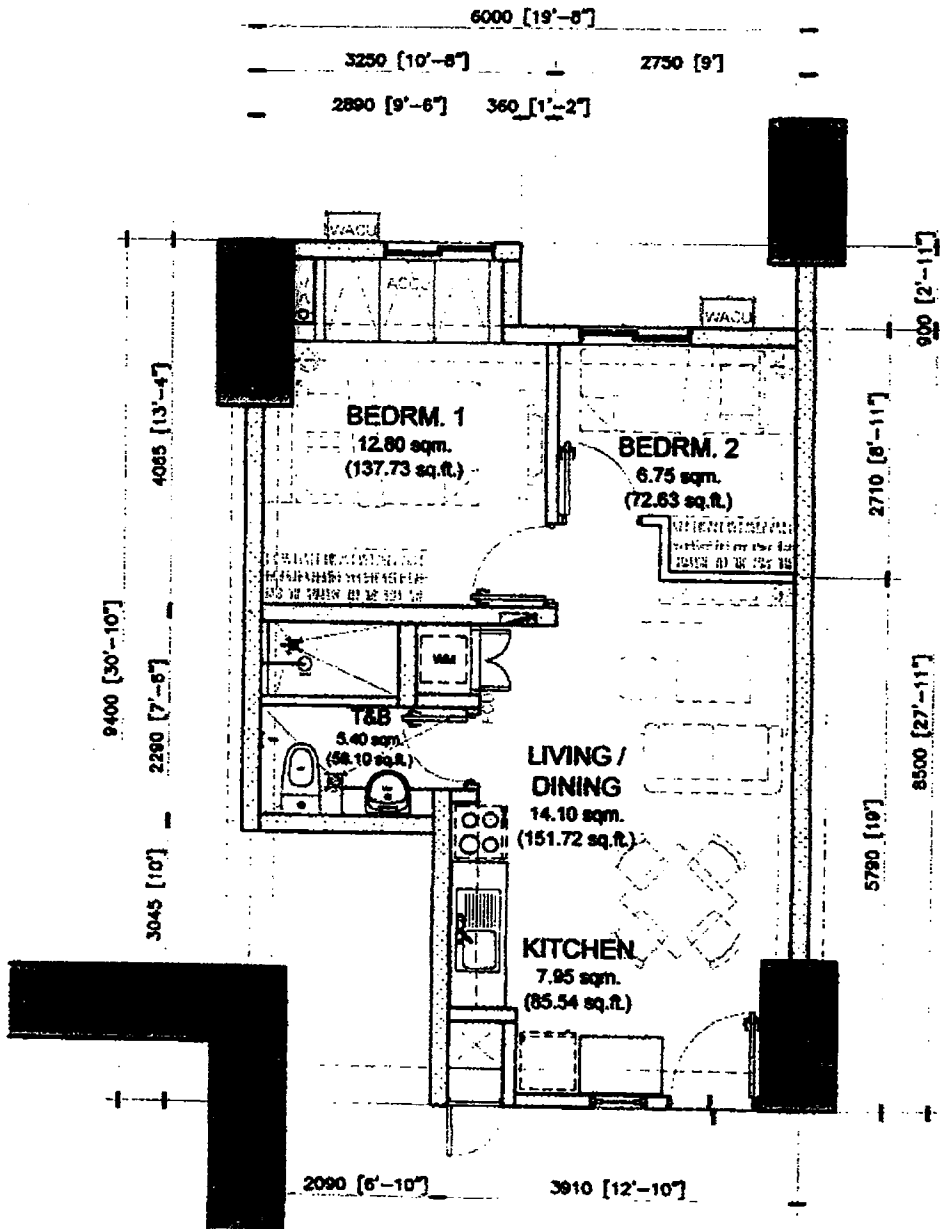 6000 [19'-8"]
3250 [10'-8"]
2750 [9']
2890 [9'-6"]
360 [1'-2"]
WACU
ACCU
WACU
900 [2'-11"]
4065 [13'-4"]
BEDRM. 1
12.80 sqm.
(137.73 sq.ft.)
BEDRM. 2
6.75 sqm.
(72.63 sq.ft.)
2710 [8'-11"]
9400 [30'-10"]
2290 [7'-6"]
WM
T&B
5.40 sqm.
(58.10 sq.ft.)
LIVING /
DINING
14.10 sqm.
(151.72 sq.ft.)
8500 [27'-11"]
5790 [19']
3045 [10']
KITCHEN
7.95 sqm.
(85.54 sq.ft.)
2090 [6'-10"]
3910 [12'-10"]